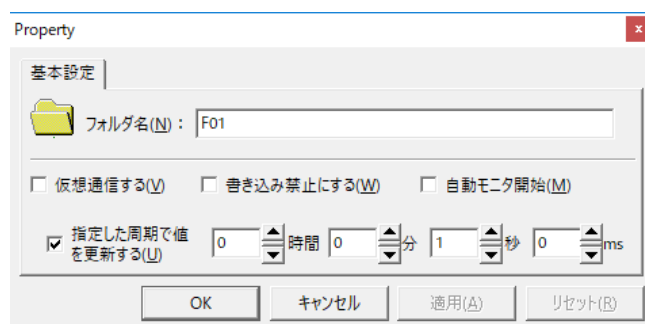 Property
x
基本設定
フォルダ名(N)： F01
仮想通信する(V) 書き込み禁止にする(W) 自動モニタ開始(M)
指定した周期で値
を更新する(U)
0 時間 0 分 1 秒 0 ms
OK キャンセル 適用(A) リセット(R)